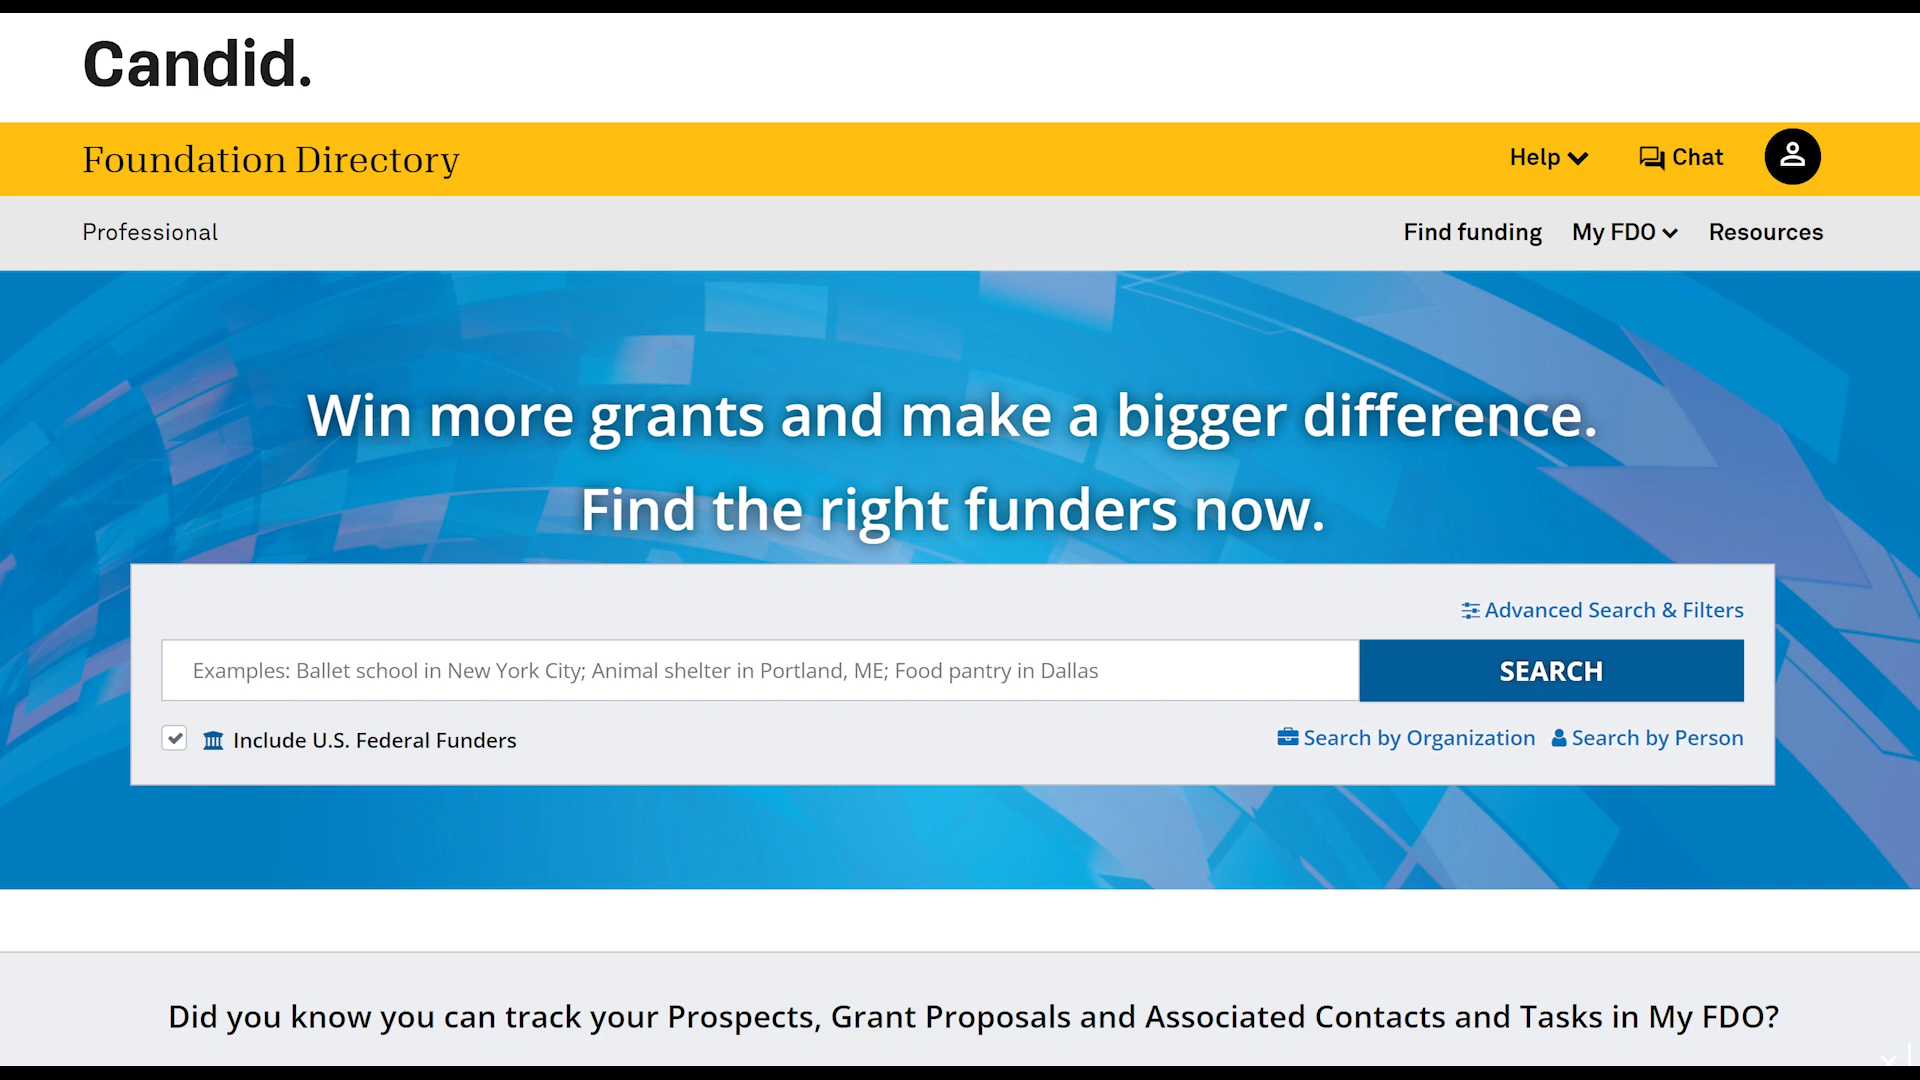 Candid.
Foundation Directory
Help
Chat
Professional
Find funding
My FDO
Resources
Win more grants and make a bigger difference.
Find the right funders now.
Advanced Search & Filters
Examples: Ballet school in New York City; Animal shelter in Portland, ME; Food pantry in Dallas
SEARCH
Include U.S. Federal Funders
Search by Organization
Search by Person
Did you know you can track your Prospects, Grant Proposals and Associated Contacts and Tasks in My FDO?